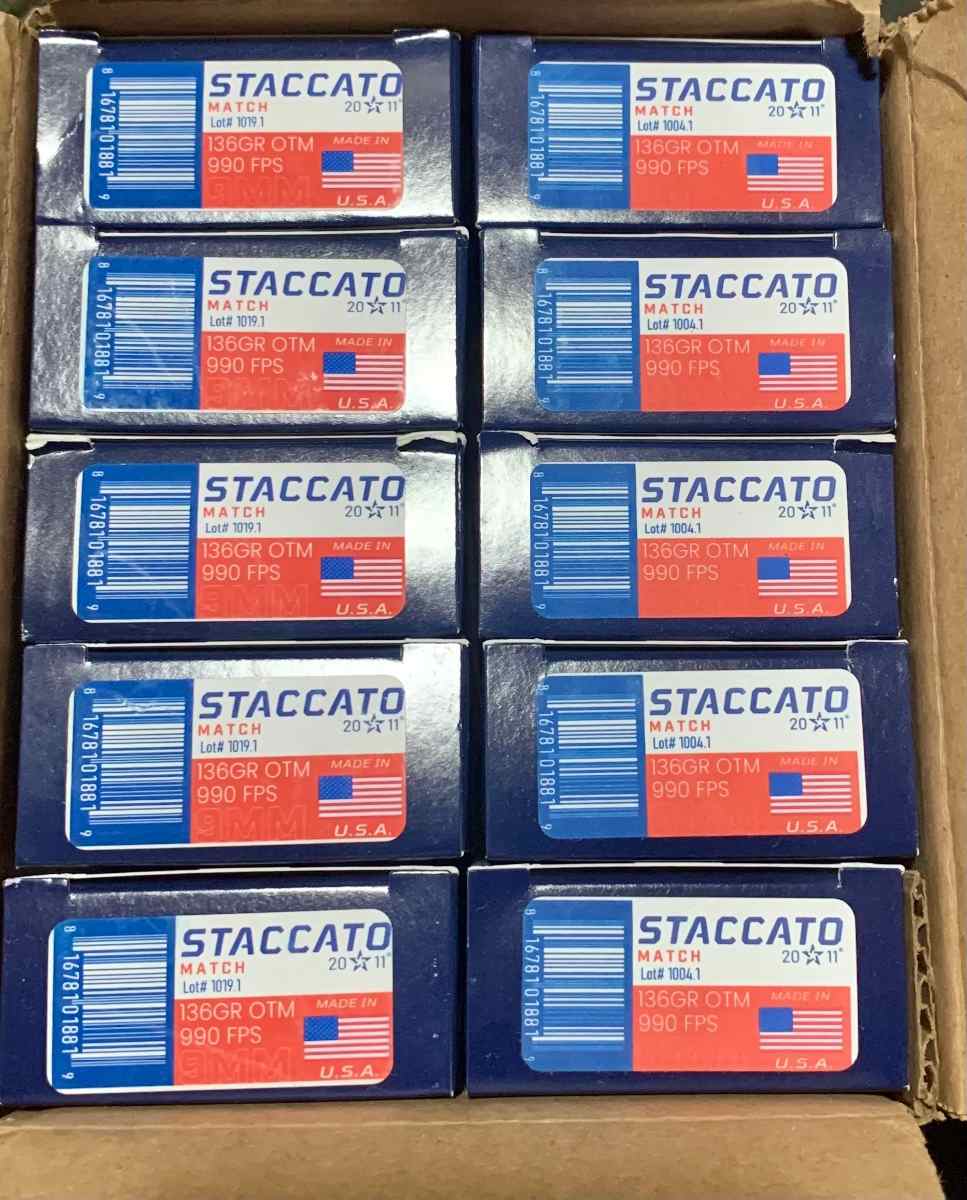 STACCATO
MATCH 20☆11®
Lot# 1019.1
136GR OTM MADE IN
990 FPS
9MM
U.S.A.
8 16781 01881 9
STACCATO
MATCH 20☆11®
Lot# 1004.1
136GR OTM MADE IN
990 FPS
U.S.A.
8 16781 01881 9
STACCATO
MATCH 20☆11®
Lot# 1019.1
136GR OTM MADE IN
990 FPS
9MM
U.S.A.
8 16781 01881 9
STACCATO
MATCH 20☆11®
Lot# 1004.1
136GR OTM MADE IN
990 FPS
U.S.A.
8 16781 01881 9
STACCATO
MATCH 20☆11®
Lot# 1019.1
136GR OTM MADE IN
990 FPS
9MM
U.S.A.
8 16781 01881 9
STACCATO
MATCH 20☆11®
Lot# 1004.1
136GR OTM MADE IN
990 FPS
U.S.A.
8 16781 01881 9
STACCATO
MATCH 20☆11®
Lot# 1019.1
136GR OTM MADE IN
990 FPS
9MM
U.S.A.
8 16781 01881 9
STACCATO
MATCH 20☆11®
Lot# 1004.1
136GR OTM MADE IN
990 FPS
U.S.A.
8 16781 01881 9
STACCATO
MATCH 20☆11®
Lot# 1019.1
136GR OTM MADE IN
990 FPS
9MM
U.S.A.
8 16781 01881 9
STACCATO
MATCH 20☆11®
Lot# 1004.1
136GR OTM MADE IN
990 FPS
U.S.A.
8 16781 01881 9